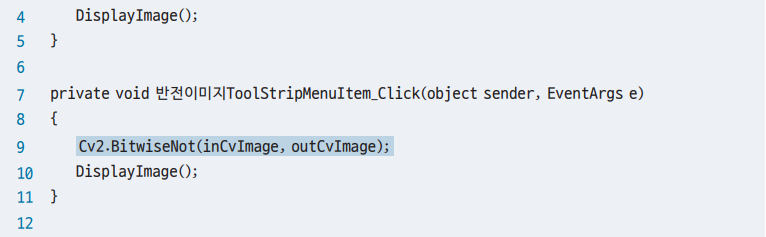 4 DisplayImage();
5 }
6
7 private void 반전이미지ToolStripMenuItem_Click(object sender, EventArgs e)
8 {
9 Cv2.BitwiseNot(inCvImage, outCvImage);
10 DisplayImage();
11 }
12